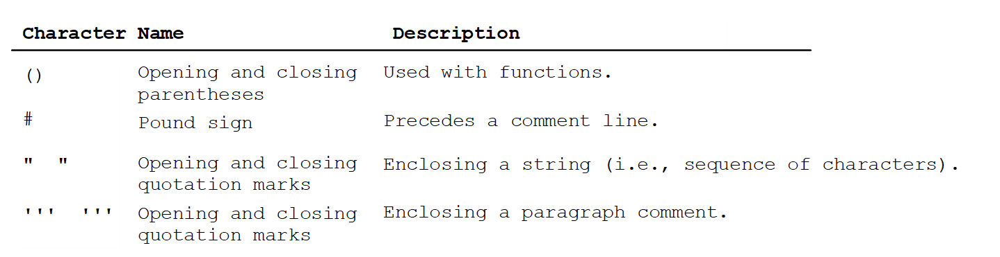 Character Name Description
() Opening and closing Used with functions.
parentheses
# Pound sign Precedes a comment line.
" " Opening and closing Enclosing a string (i.e., sequence of characters).
quotation marks
''' ''' Opening and closing Enclosing a paragraph comment.
quotation marks